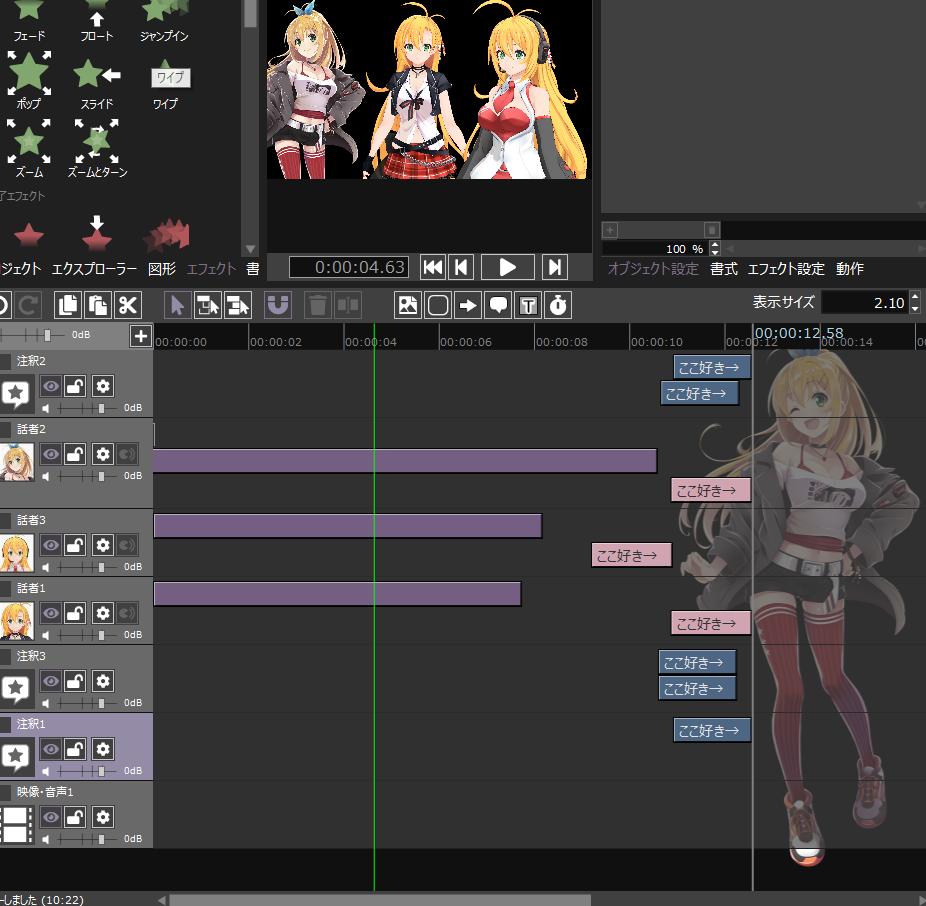 フェード
フロート
ジャンプイン
ポップ
スライド
ワイプ
ワイプ
ズーム
ズームとターン
了エフェクト
ジェクト エクスプローラー 図形 エフェクト 書
0:00:04.63
100 %
オブジェクト設定 書式 エフェクト設定 動作
表示サイズ 2.10
0dB
00:00:00 00:00:02 00:00:04 00:00:06 00:00:08 00:00:10 00:00:12 00:00:14
00:00:12.58
注釈2
ここ好き→
ここ好き→
0dB
話者2
0dB
ここ好き→
話者3
ここ好き→
0dB
話者1
ここ好き→
0dB
注釈3
ここ好き→
ここ好き→
0dB
注釈1
ここ好き→
0dB
映像・音声1
0dB
しました (10:22)